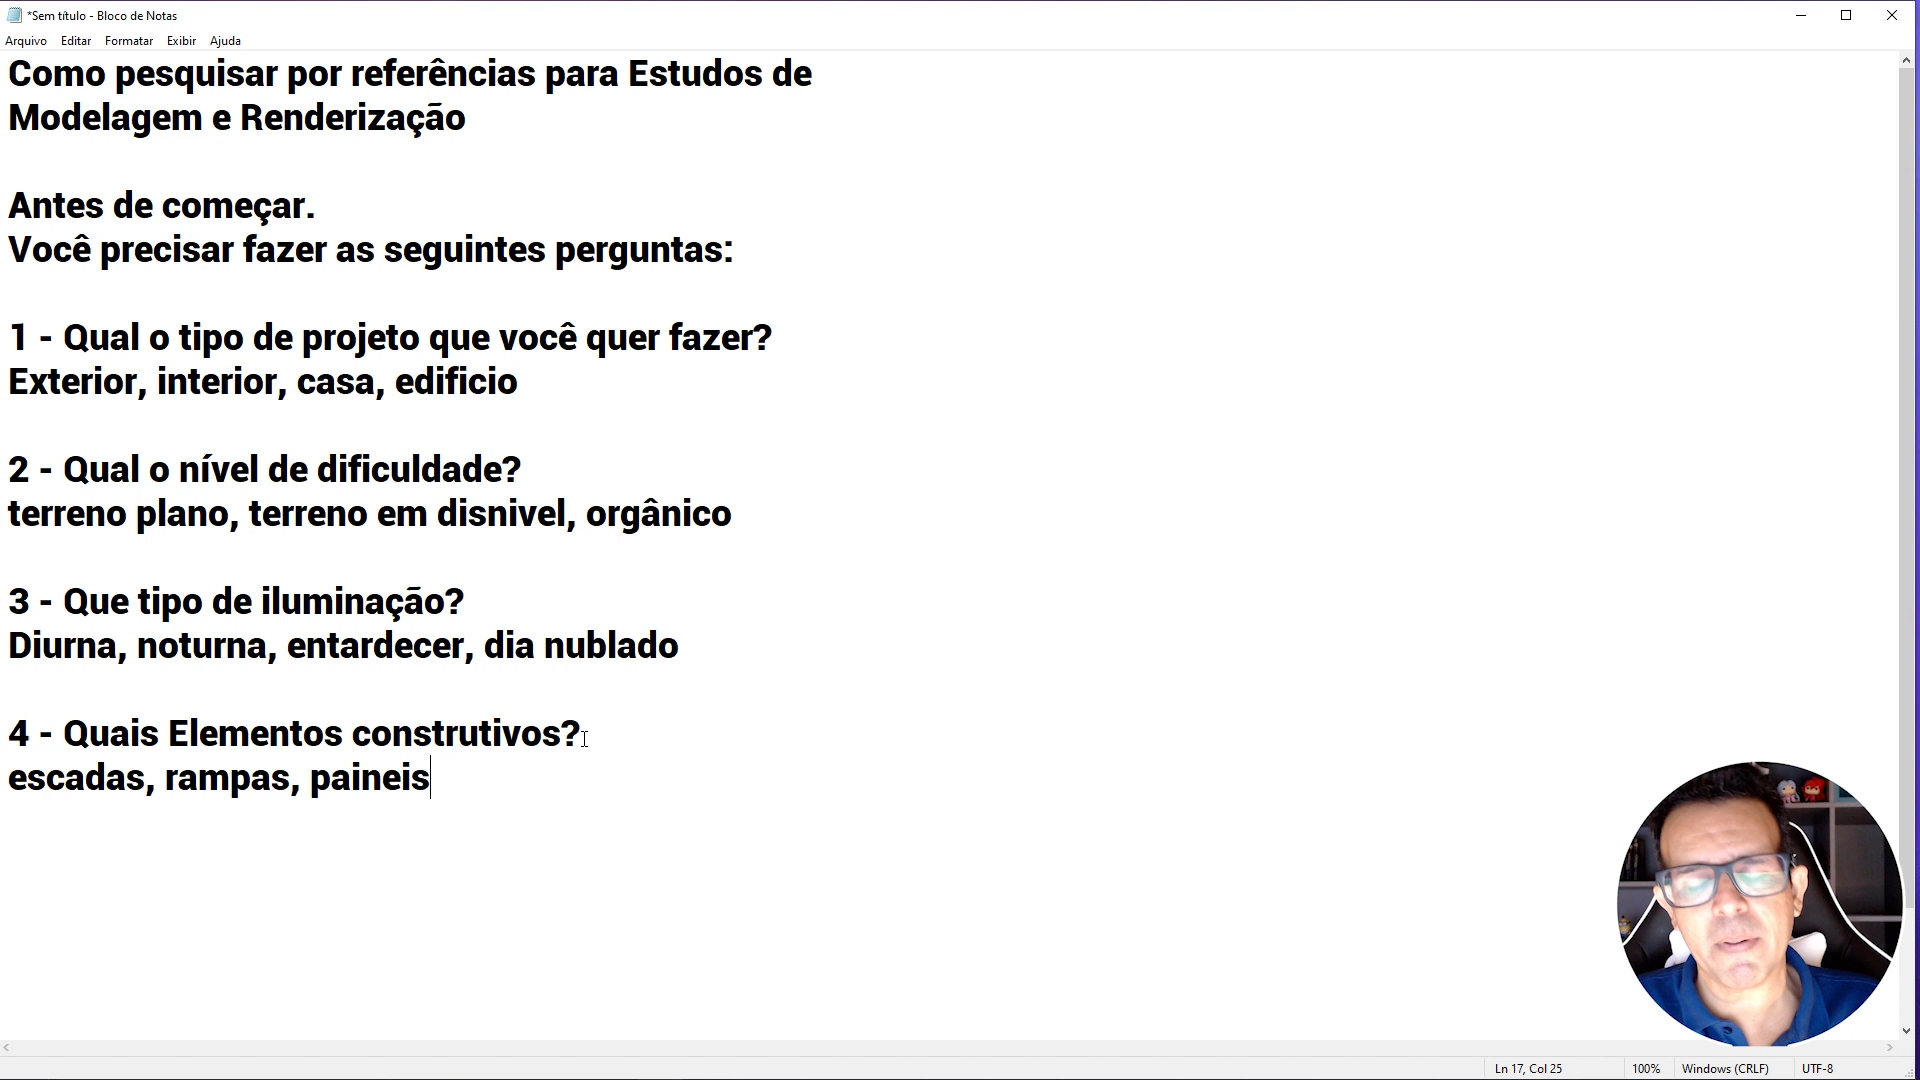 *Sem título - Bloco de Notas
Arquivo Editar Formatar Exibir Ajuda
Como pesquisar por referências para Estudos de
Modelagem e Renderização
Antes de começar.
Você precisar fazer as seguintes perguntas:
1 - Qual o tipo de projeto que você quer fazer?
Exterior, interior, casa, edificio
2 - Qual o nível de dificuldade?
terreno plano, terreno em disnivel, orgânico
3 - Que tipo de iluminação?
Diurna, noturna, entardecer, dia nublado
4 - Quais Elementos construtivos?
escadas, rampas, paineis
Ln 17, Col 25 100% Windows (CRLF) UTF-8